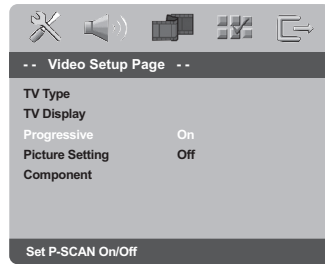 - - Video Setup Page - -
TV Type
TV Display
Progressive On
Picture Setting Off
Component
Set P-SCAN On/Off